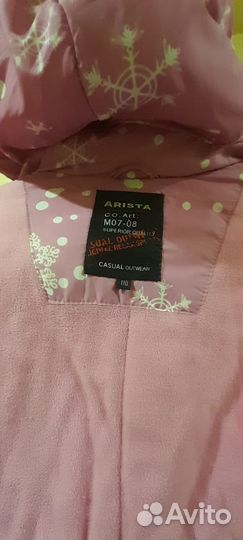 ARISTA
CO.Art:
M07-08
SUPERIOR QUALITY
CASUAL OUTWEAR
110
Avito